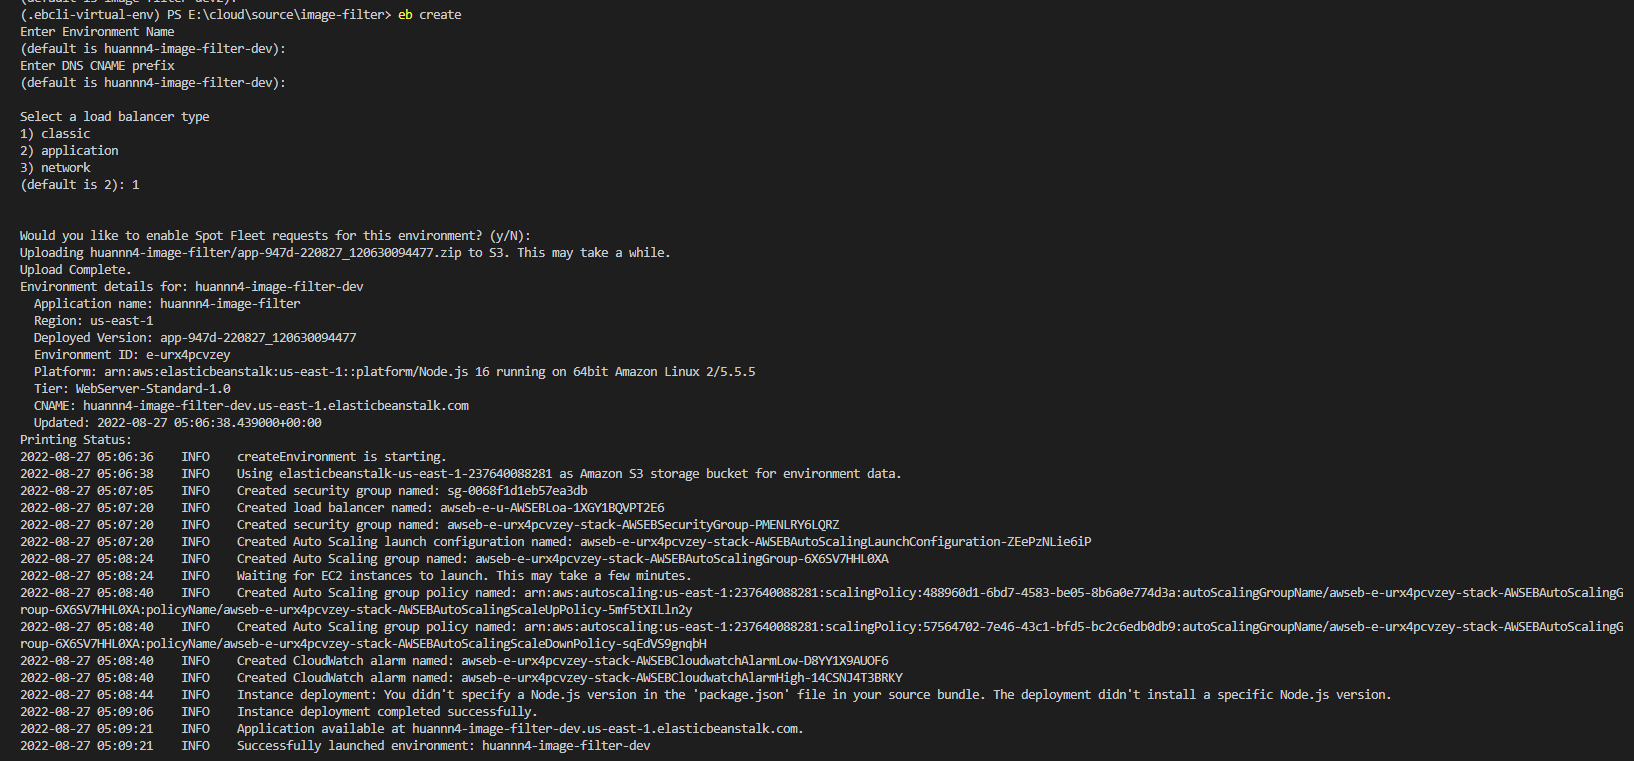 (.ebcli-virtual-env) PS E:\cloud\source\image-filter> eb create
Enter Environment Name
(default is huannn4-image-filter-dev):
Enter DNS CNAME prefix
(default is huannn4-image-filter-dev):
Select a load balancer type
1) classic
2) application
3) network
(default is 2): 1
Would you like to enable Spot Fleet requests for this environment? (y/N):
Uploading huannn4-image-filter/app-947d-220827_120630094477.zip to S3. This may take a while.
Upload Complete.
Environment details for: huannn4-image-filter-dev
  Application name: huannn4-image-filter
  Region: us-east-1
  Deployed Version: app-947d-220827_120630094477
  Environment ID: e-urx4pcvzey
  Platform: arn:aws:elasticbeanstalk:us-east-1::platform/Node.js 16 running on 64bit Amazon Linux 2/5.5.5
  Tier: WebServer-Standard-1.0
  CNAME: huannn4-image-filter-dev.us-east-1.elasticbeanstalk.com
  Updated: 2022-08-27 05:06:38.439000+00:00
Printing Status:
2022-08-27 05:06:36    INFO    createEnvironment is starting.
2022-08-27 05:06:38    INFO    Using elasticbeanstalk-us-east-1-237640088281 as Amazon S3 storage bucket for environment data.
2022-08-27 05:07:05    INFO    Created security group named: sg-0068f1d1eb57ea3db
2022-08-27 05:07:20    INFO    Created load balancer named: awseb-e-u-AWSEBLoa-1XGY1BQVPT2E6
2022-08-27 05:07:20    INFO    Created security group named: awseb-e-urx4pcvzey-stack-AWSEBSecurityGroup-PMENLRY6LQRZ
2022-08-27 05:07:20    INFO    Created Auto Scaling launch configuration named: awseb-e-urx4pcvzey-stack-AWSEBAutoScalingLaunchConfiguration-ZEePzNLie6iP
2022-08-27 05:08:24    INFO    Created Auto Scaling group named: awseb-e-urx4pcvzey-stack-AWSEBAutoScalingGroup-6X6SV7HHL0XA
2022-08-27 05:08:24    INFO    Waiting for EC2 instances to launch. This may take a few minutes.
2022-08-27 05:08:40    INFO    Created Auto Scaling group policy named: arn:aws:autoscaling:us-east-1:237640088281:scalingPolicy:488960d1-6bd7-4583-be05-8b6a0e774d3a:autoScalingGroupName/awseb-e-urx4pcvzey-stack-AWSEBAutoScalingG
roup-6X6SV7HHL0XA:policyName/awseb-e-urx4pcvzey-stack-AWSEBAutoScalingScaleUpPolicy-5mf5tXILln2y
2022-08-27 05:08:40    INFO    Created Auto Scaling group policy named: arn:aws:autoscaling:us-east-1:237640088281:scalingPolicy:57564702-7e46-43c1-bfd5-bc2c6edb0db9:autoScalingGroupName/awseb-e-urx4pcvzey-stack-AWSEBAutoScalingG
roup-6X6SV7HHL0XA:policyName/awseb-e-urx4pcvzey-stack-AWSEBAutoScalingScaleDownPolicy-sqEdVS9gnqbH
2022-08-27 05:08:40    INFO    Created CloudWatch alarm named: awseb-e-urx4pcvzey-stack-AWSEBCloudwatchAlarmLow-D8YY1X9AUOF6
2022-08-27 05:08:40    INFO    Created CloudWatch alarm named: awseb-e-urx4pcvzey-stack-AWSEBCloudwatchAlarmHigh-14CSNJ4T3BRKY
2022-08-27 05:08:44    INFO    Instance deployment: You didn't specify a Node.js version in the 'package.json' file in your source bundle. The deployment didn't install a specific Node.js version.
2022-08-27 05:09:06    INFO    Instance deployment completed successfully.
2022-08-27 05:09:21    INFO    Application available at huannn4-image-filter-dev.us-east-1.elasticbeanstalk.com.
2022-08-27 05:09:21    INFO    Successfully launched environment: huannn4-image-filter-dev